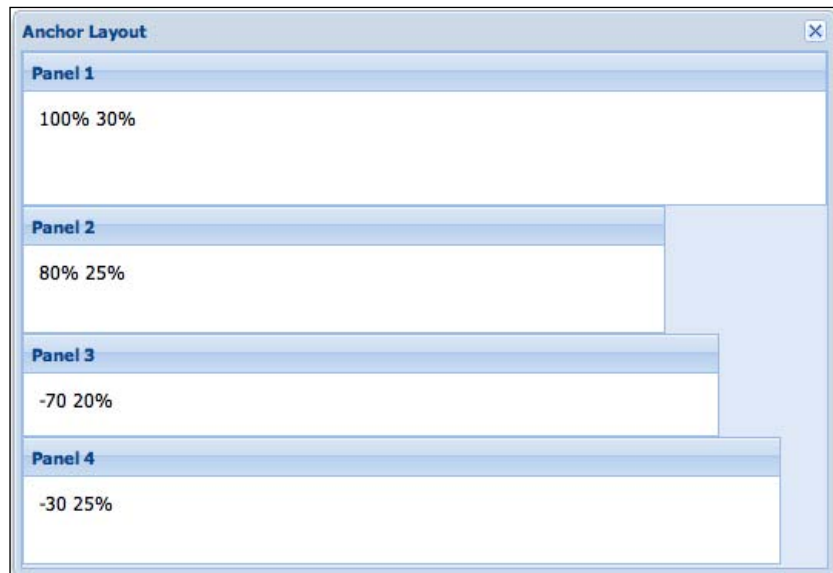 Anchor Layout
Panel 1
100% 30%
Panel 2
80% 25%
Panel 3
-70 20%
Panel 4
-30 25%